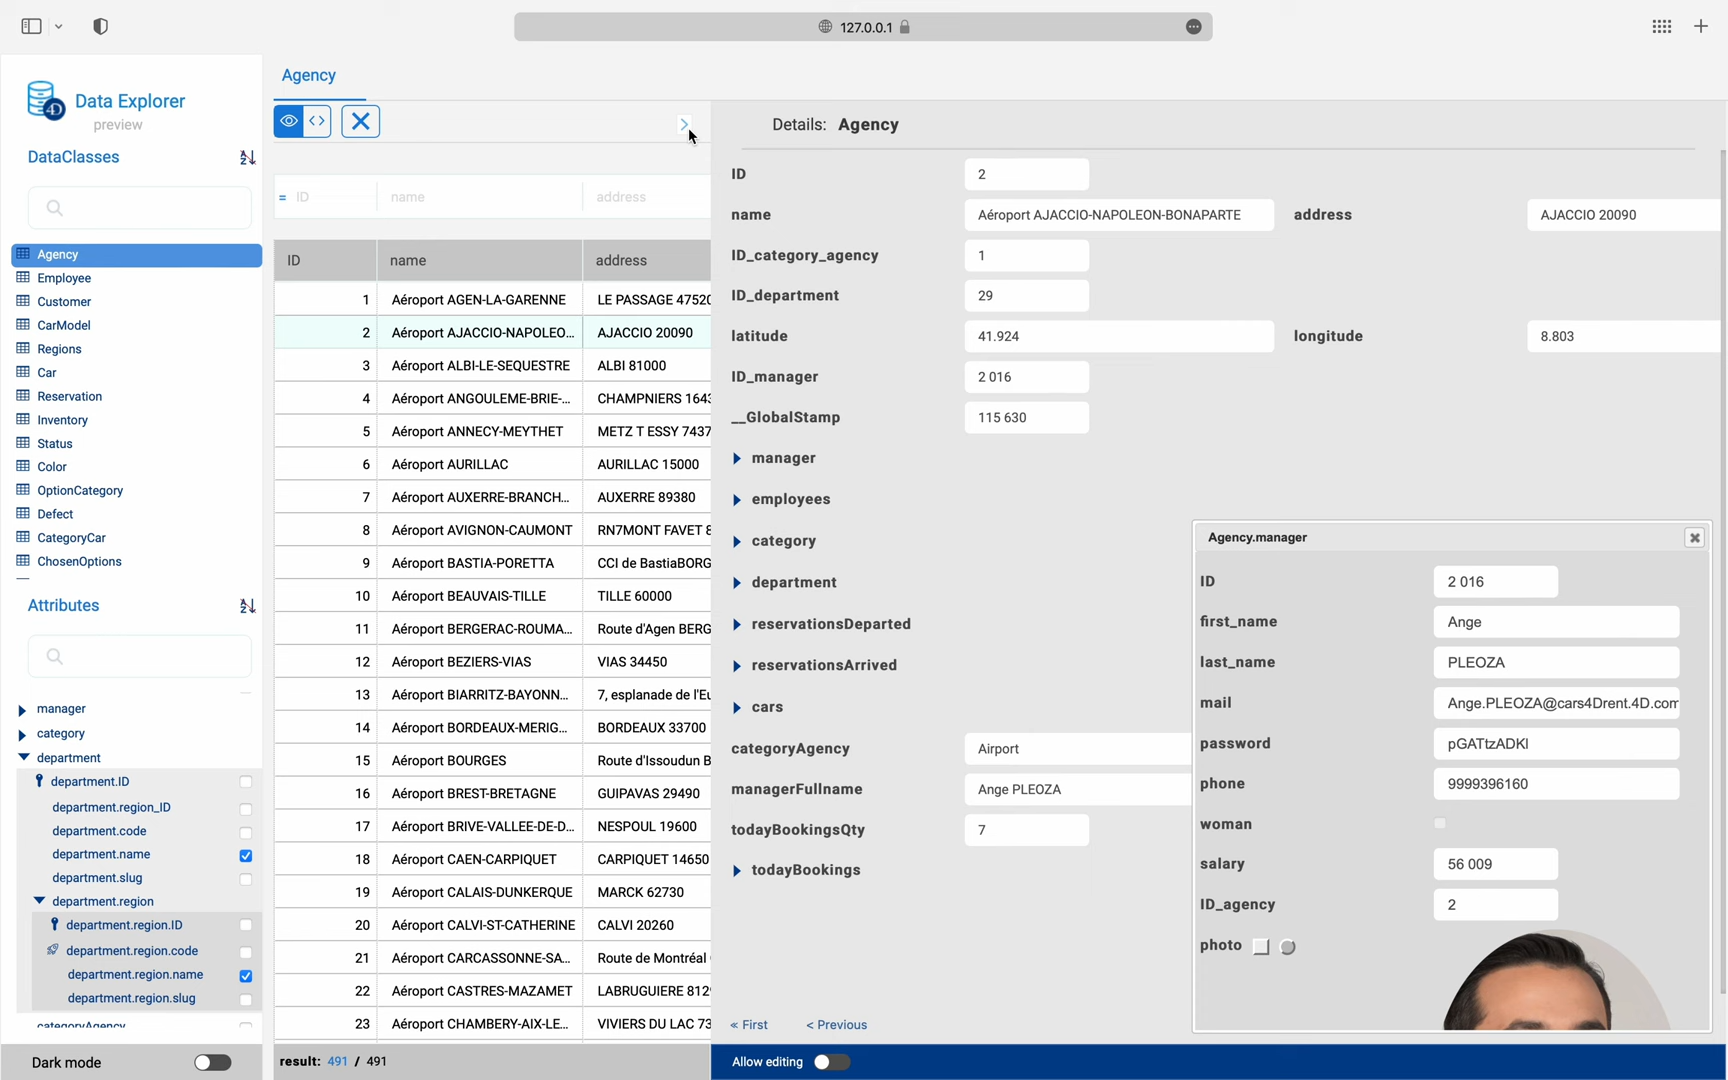 127.0.0.1
Data Explorer
preview
DataClasses
Agency
Employee
Customer
CarModel
Regions
Car
Reservation
Inventory
Status
Color
OptionCategory
Defect
CategoryCar
ChosenOptions
Attributes
manager
category
department
department.ID
department.region_ID
department.code
department.name
department.slug
department.region
department.region.ID
department.region.code
department.region.name
department.region.slug
categoryAgency
Dark mode
Agency
= ID name address
ID name address
1 Aéroport AGEN-LA-GARENNE LE PASSAGE 47520
2 Aéroport AJACCIO-NAPOLEO... AJACCIO 20090
3 Aéroport ALBI-LE-SEQUESTRE ALBI 81000
4 Aéroport ANGOULEME-BRIE-... CHAMPNIERS 1643
5 Aéroport ANNECY-MEYTHET METZ T ESSY 7437
6 Aéroport AURILLAC AURILLAC 15000
7 Aéroport AUXERRE-BRANCH... AUXERRE 89380
8 Aéroport AVIGNON-CAUMONT RN7MONT FAVET 8
9 Aéroport BASTIA-PORETTA CCI de BastiaBORG
10 Aéroport BEAUVAIS-TILLE TILLE 60000
11 Aéroport BERGERAC-ROUMA... Route d'Agen BERG
12 Aéroport BEZIERS-VIAS VIAS 34450
13 Aéroport BIARRITZ-BAYONN... 7, esplanade de l'Eu
14 Aéroport BORDEAUX-MERIG... BORDEAUX 33700
15 Aéroport BOURGES Route d'Issoudun B
16 Aéroport BREST-BRETAGNE GUIPAVAS 29490
17 Aéroport BRIVE-VALLEE-DE-D... NESPOUL 19600
18 Aéroport CAEN-CARPIQUET CARPIQUET 14650
19 Aéroport CALAIS-DUNKERQUE MARCK 62730
20 Aéroport CALVI-ST-CATHERINE CALVI 20260
21 Aéroport CARCASSONNE-SA... Route de Montréal
22 Aéroport CASTRES-MAZAMET LABRUGUIERE 812
23 Aéroport CHAMBERY-AIX-LE... VIVIERS DU LAC 73
result: 491 / 491
Details: Agency
ID 2
name Aéroport AJACCIO-NAPOLEON-BONAPARTE address AJACCIO 20090
ID_category_agency 1
ID_department 29
latitude 41.924 longitude 8.803
ID_manager 2 016
__GlobalStamp 115 630
manager
employees
category
department
reservationsDeparted
reservationsArrived
cars
categoryAgency Airport
managerFullname Ange PLEOZA
todayBookingsQty 7
todayBookings
« First < Previous
Allow editing
Agency.manager
ID 2 016
first_name Ange
last_name PLEOZA
mail Ange.PLEOZA@cars4Drent.4D.com
password pGATtzADKl
phone 9999396160
woman
salary 56 009
ID_agency 2
photo